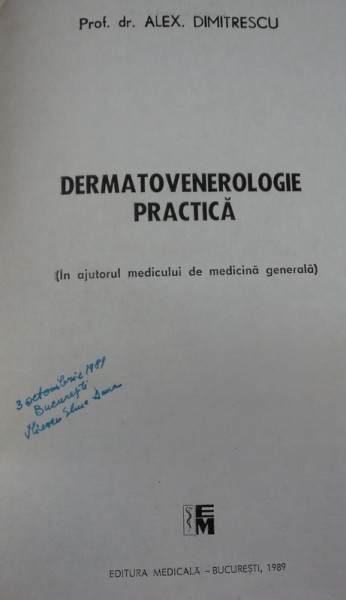 Prof. dr. ALEX. DIMITRESCU
DERMATOVENEROLOGIE
PRACTICĂ
(In ajutorul medicului de medicină generală)
3 octombrie 1989
București
EM
EDITURA MEDICALĂ – BUCUREȘTI, 1989